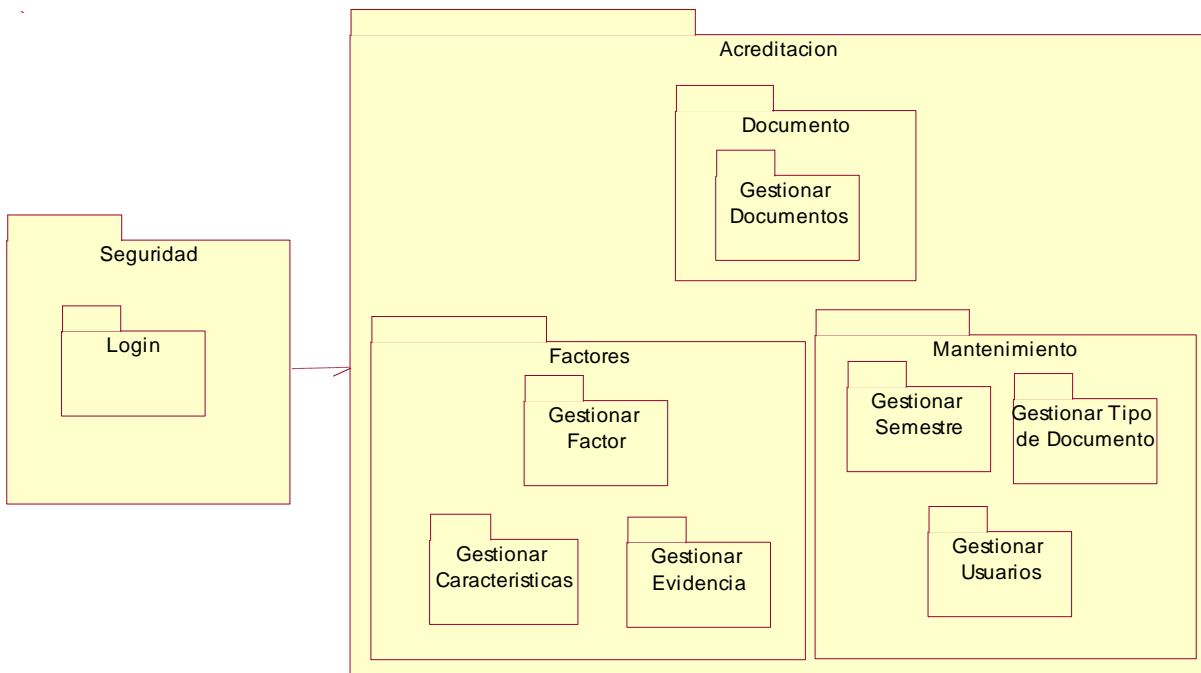 Acreditacion
Documento
Gestionar
Documentos
Seguridad
Login
Factores
Gestionar
Factor
Gestionar
Caracteristicas
Gestionar
Evidencia
Mantenimiento
Gestionar
Semestre
Gestionar Tipo
de Documento
Gestionar
Usuarios